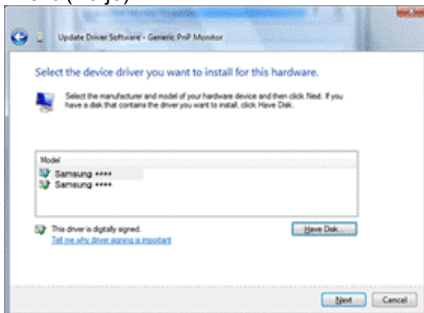 Update Driver Software - Generic PnP Monitor
Select the device driver you want to install for this hardware.
Select the manufacturer and model of your hardware device and then click Next. If you
have a disk that contains the driver you want to install, click Have Disk.
Model
Samsung ****
Samsung ****
This driver is digitally signed.
Have Disk...
Tell me why driver signing is important
Next
Cancel